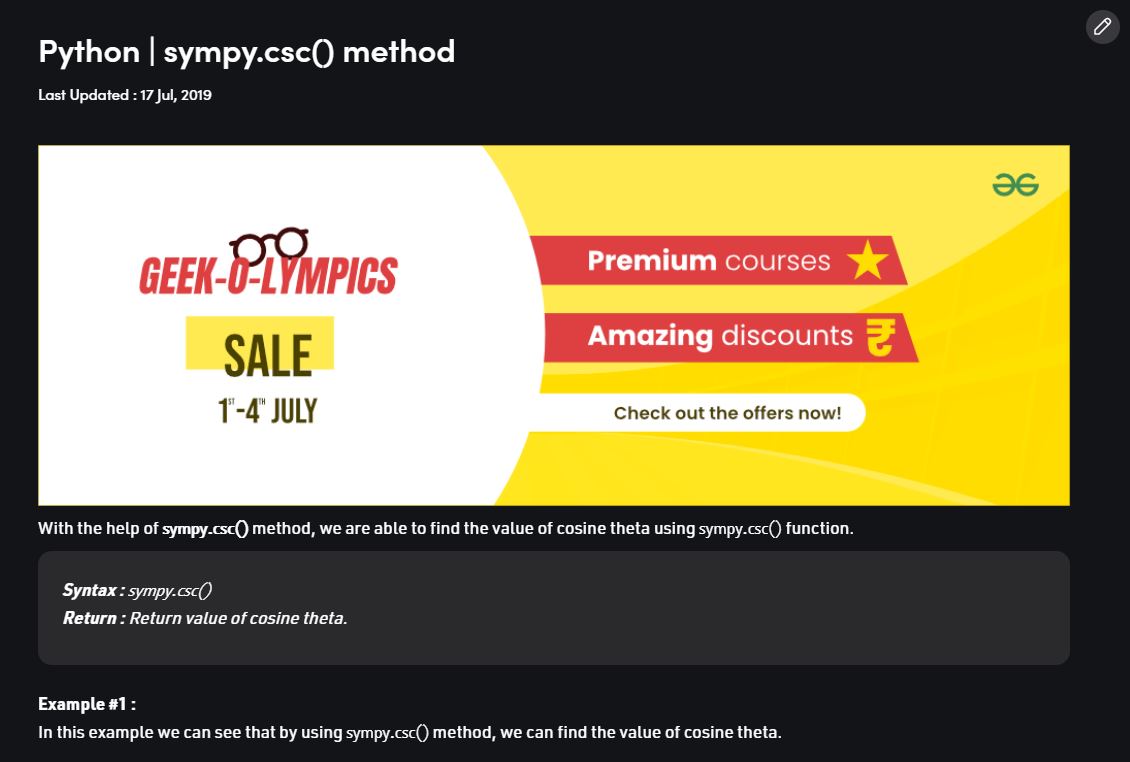 Python | sympy.csc() method
Last Updated : 17 Jul, 2019
GEEK-O-LYMPICS
SALE
1ST-4TH JULY
Premium courses
Amazing discounts ₹
Check out the offers now!
With the help of sympy.csc() method, we are able to find the value of cosine theta using sympy.csc() function.
Syntax : sympy.csc()
Return : Return value of cosine theta.
Example #1 :
In this example we can see that by using sympy.csc() method, we can find the value of cosine theta.